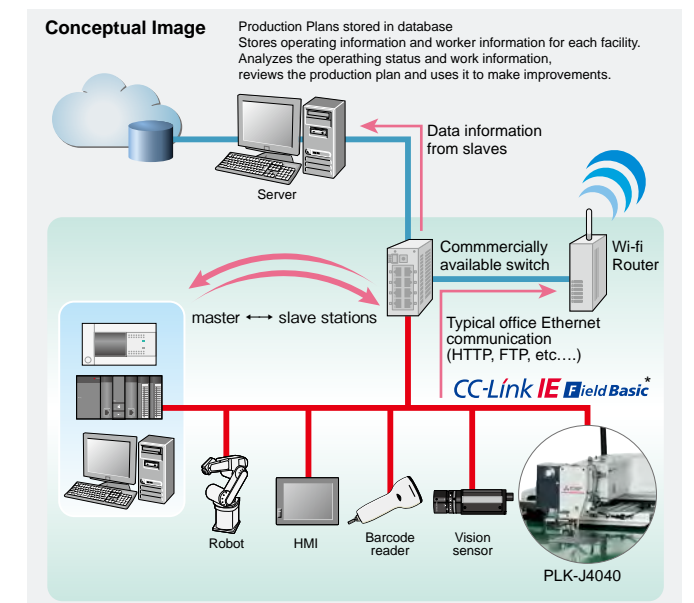 Conceptual Image
Production Plans stored in database
Stores operating information and worker information for each facility.
Analyzes the operathing status and work information,
reviews the production plan and uses it to make improvements.
Data information
from slaves
Server
Commmercially
available switch
Wi-fi
Router
master ⟷ slave stations
Typical office Ethernet
communication
(HTTP, FTP, etc....)
CC-Link IE Field Basic*
Robot
HMI
Barcode
reader
Vision
sensor
PLK-J4040